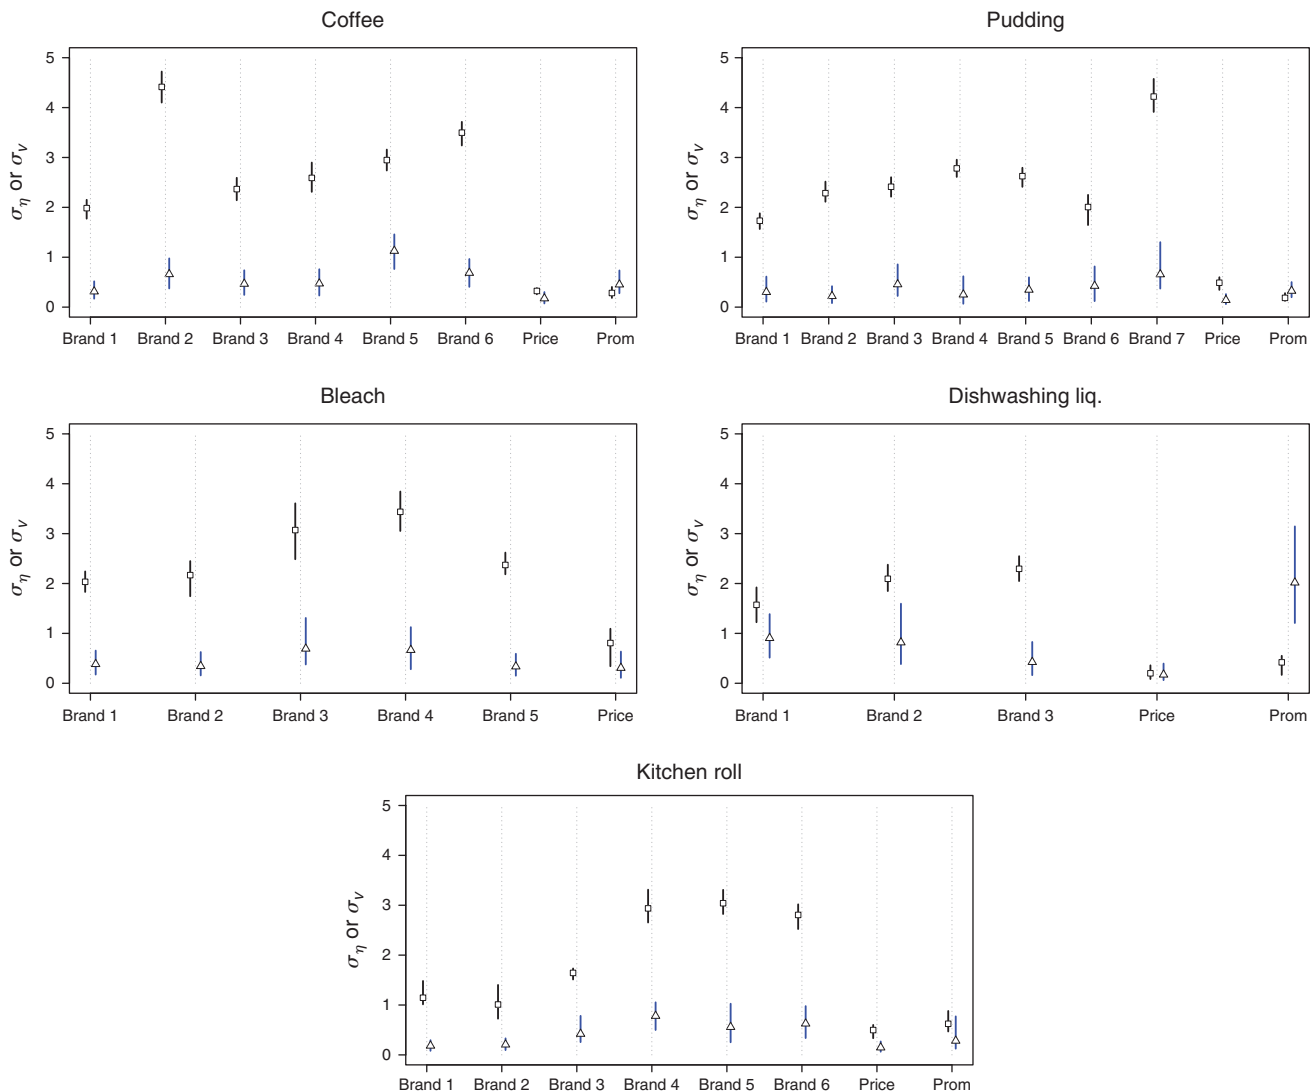 Coffee
σ_η or σ_ν
5
4
3
2
1
0
Brand 1 Brand 2 Brand 3 Brand 4 Brand 5 Brand 6 Price Prom
Pudding
σ_η or σ_ν
5
4
3
2
1
0
Brand 1 Brand 2 Brand 3 Brand 4 Brand 5 Brand 6 Brand 7 Price Prom
Bleach
σ_η or σ_ν
5
4
3
2
1
0
Brand 1 Brand 2 Brand 3 Brand 4 Brand 5 Price
Dishwashing liq.
σ_η or σ_ν
5
4
3
2
1
0
Brand 1 Brand 2 Brand 3 Price Prom
Kitchen roll
σ_η or σ_ν
5
4
3
2
1
0
Brand 1 Brand 2 Brand 3 Brand 4 Brand 5 Brand 6 Price Prom